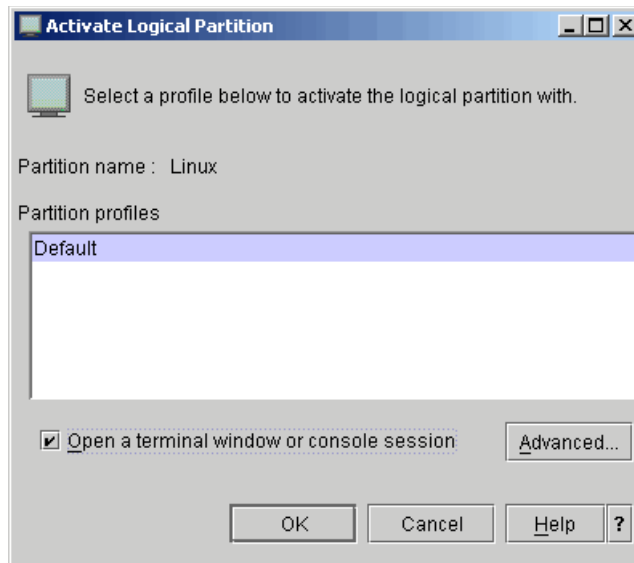 Activate Logical Partition
Select a profile below to activate the logical partition with.
Partition name : Linux
Partition profiles
Default
Open a terminal window or console session
Advanced...
OK Cancel Help ?